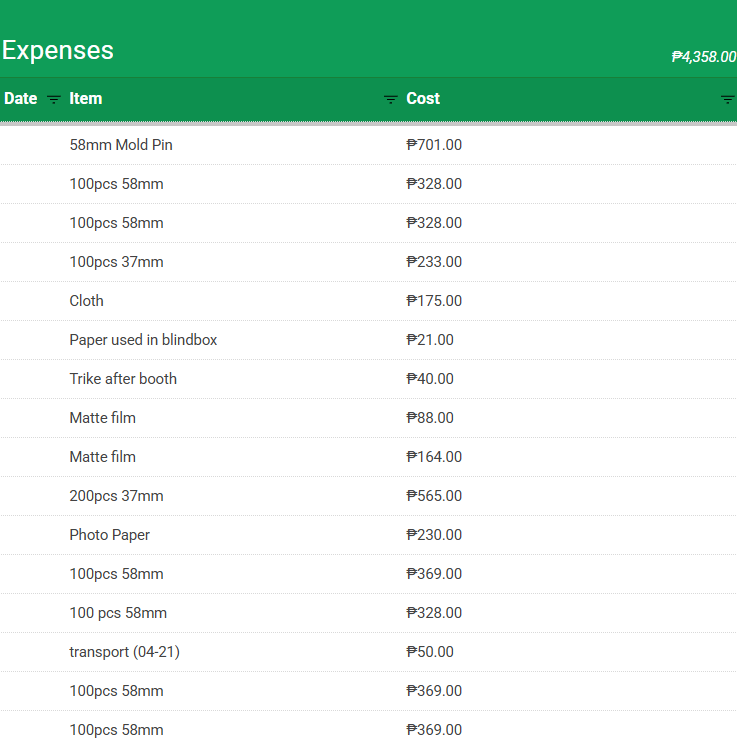 Expenses
₱4,358.00
Date Item Cost
58mm Mold Pin ₱701.00
100pcs 58mm ₱328.00
100pcs 58mm ₱328.00
100pcs 37mm ₱233.00
Cloth ₱175.00
Paper used in blindbox ₱21.00
Trike after booth ₱40.00
Matte film ₱88.00
Matte film ₱164.00
200pcs 37mm ₱565.00
Photo Paper ₱230.00
100pcs 58mm ₱369.00
100 pcs 58mm ₱328.00
transport (04-21) ₱50.00
100pcs 58mm ₱369.00
100pcs 58mm ₱369.00